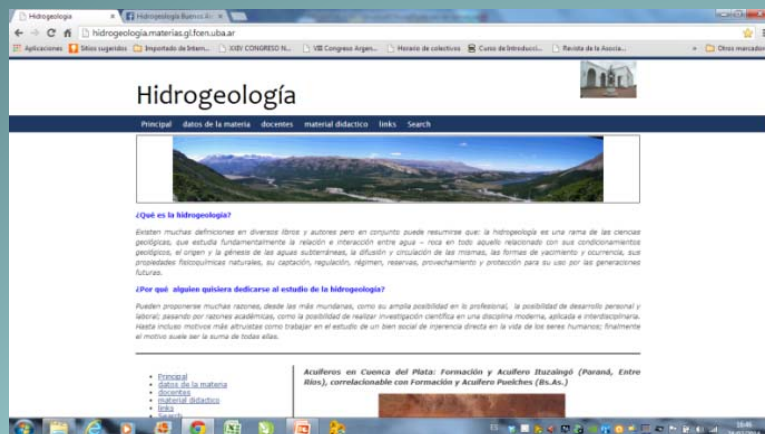 Hidrogeología
Hidrogeología Buenos Air
hidrogeologia.materias.gl.fcen.uba.ar
Aplicaciones Sitios sugeridos Importado de Intern... XXIV CONGRESO N... VIII Congreso Argen... Horario de colectivos Curso de Introducci... Revista de la Asocia... » Otros marcadores
Hidrogeología
Principal datos de la materia docentes material didactico links Search
¿Qué es la hidrogeología?
Existen muchas definiciones en diversos libros y autores pero en conjunto puede resumirse que: la hidrogeología es una rama de las ciencias
geológicas, que estudia fundamentalmente la relación e interacción entre agua – roca en todo aquello relacionado con sus condicionamientos
geológicos, el origen y la génesis de las aguas subterráneas, la difusión y circulación de las mismas, las formas de yacimiento y ocurrencia, sus
propiedades fisicoquímicas naturales, su captación, regulación, régimen, reservas, provechamiento y protección para su uso por las generaciones
futuras.
¿Por qué alguien quisiera dedicarse al estudio de la hidrogeología?
Pueden proponerse muchas razones, desde las más mundanas, como su amplia posibilidad en lo profesional, la posibilidad de desarrollo personal y
laboral; pasando por razones académicas, como la posibilidad de realizar investigación científica en una disciplina moderna, aplicada e interdisciplinaria.
Hasta incluso motivos más altruistas como trabajar en el estudio de un bien social de injerencia directa en la vida de los seres humanos; finalmente
el motivo suele ser la suma de todas ellas.
Principal
datos de la materia
docentes
material didactico
links
Search
Acuíferos en Cuenca del Plata: Formación y Acuífero Ituzaingó (Paraná, Entre
Ríos), correlacionable con Formación y Acuífero Puelches (Bs.As.)
ES
16:46